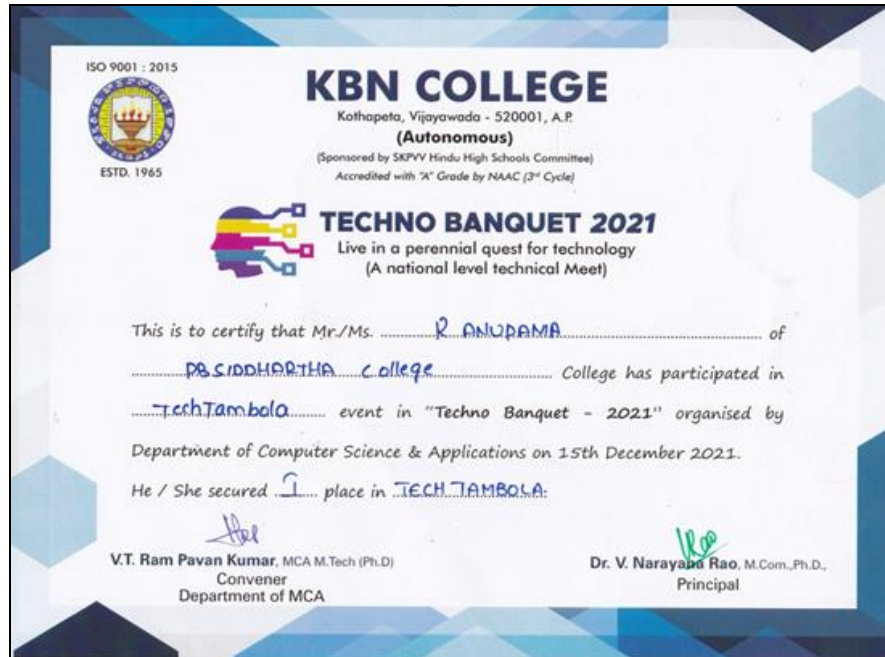 ISO 9001 : 2015
ESTD. 1965
KBN COLLEGE
Kothapeta, Vijayawada - 520001, A.P.
(Autonomous)
(Sponsored by SKPVV Hindu High Schools Committee)
Accredited with "A" Grade by NAAC (3rd Cycle)
TECHNO BANQUET 2021
Live in a perennial quest for technology
(A national level technical Meet)
This is to certify that Mr./Ms. R ANUPAMA of
PB SIDDHARTHA College College has participated in
TechTambola event in "Techno Banquet - 2021" organised by
Department of Computer Science & Applications on 15th December 2021.
He / She secured I place in TECH TAMBOLA.
V.T. Ram Pavan Kumar, MCA M.Tech (Ph.D)
Convener
Department of MCA
Dr. V. Narayana Rao, M.Com.,Ph.D.,
Principal